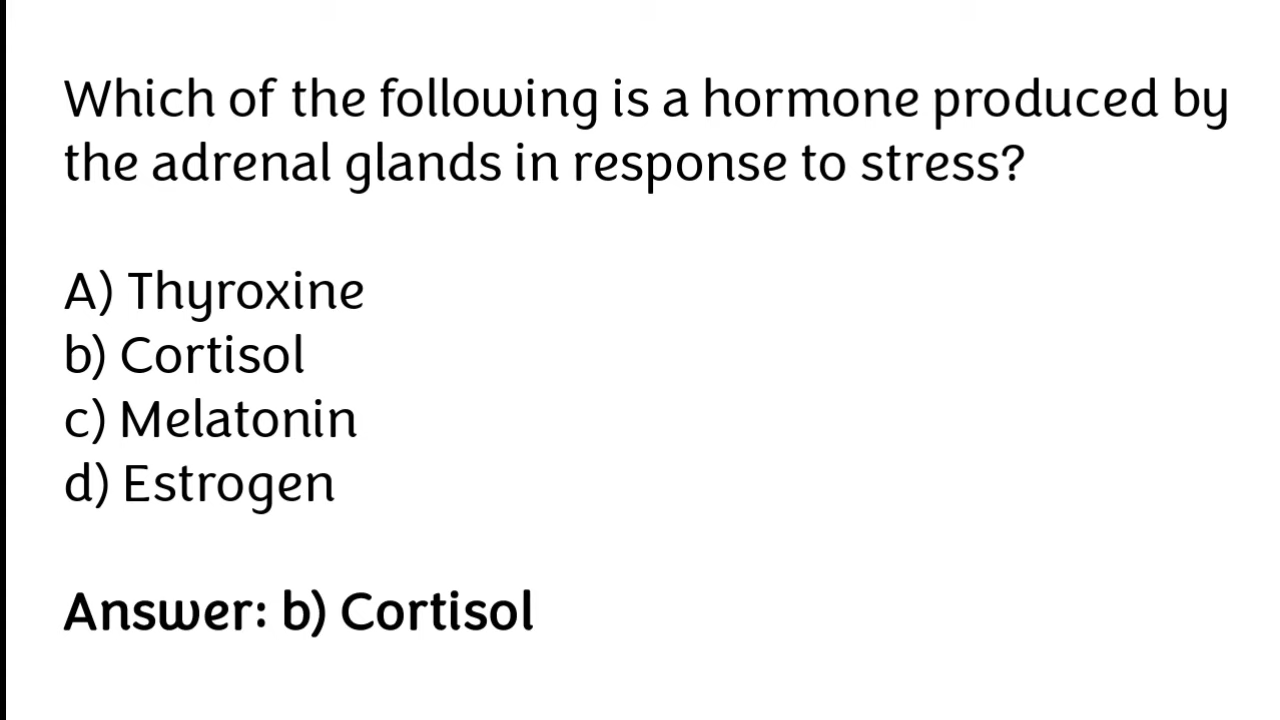 Which of the following is a hormone produced by
the adrenal glands in response to stress?
A) Thyroxine
b) Cortisol
c) Melatonin
d) Estrogen
Answer: b) Cortisol